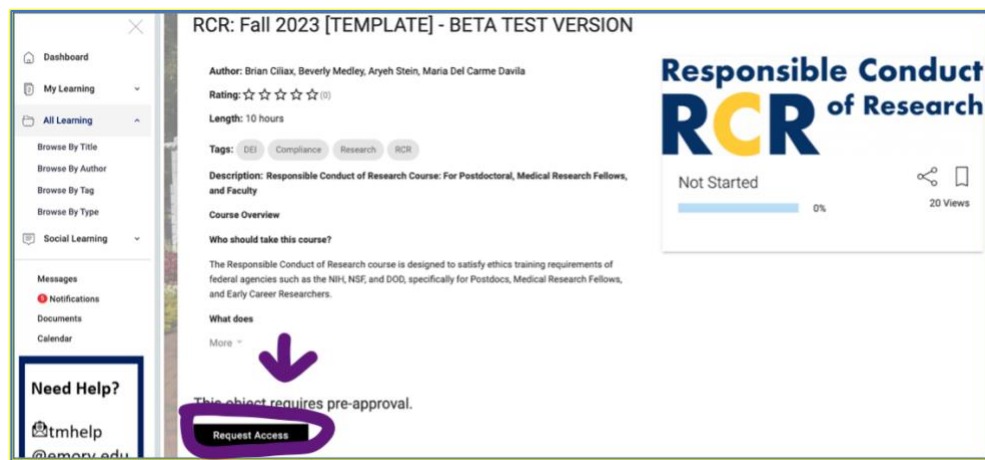 RCR: Fall 2023 [TEMPLATE] - BETA TEST VERSION
Dashboard
My Learning
All Learning
Browse By Title
Browse By Author
Browse By Tag
Browse By Type
Social Learning
Messages
Notifications
Documents
Calendar
Need Help?
tmhelp
@emory.edu
Author: Brian Ciliax, Beverly Medley, Aryeh Stein, Maria Del Carme Davila
Rating: (0)
Length: 10 hours
Tags: DEI Compliance Research RCR
Description: Responsible Conduct of Research Course: For Postdoctoral, Medical Research Fellows,
and Faculty
Course Overview
Who should take this course?
The Responsible Conduct of Research course is designed to satisfy ethics training requirements of
federal agencies such as the NIH, NSF, and DOD, specifically for Postdocs, Medical Research Fellows,
and Early Career Researchers.
What does
More
This object requires pre-approval.
Request Access
Responsible Conduct
RCR of Research
Not Started
0%
20 Views